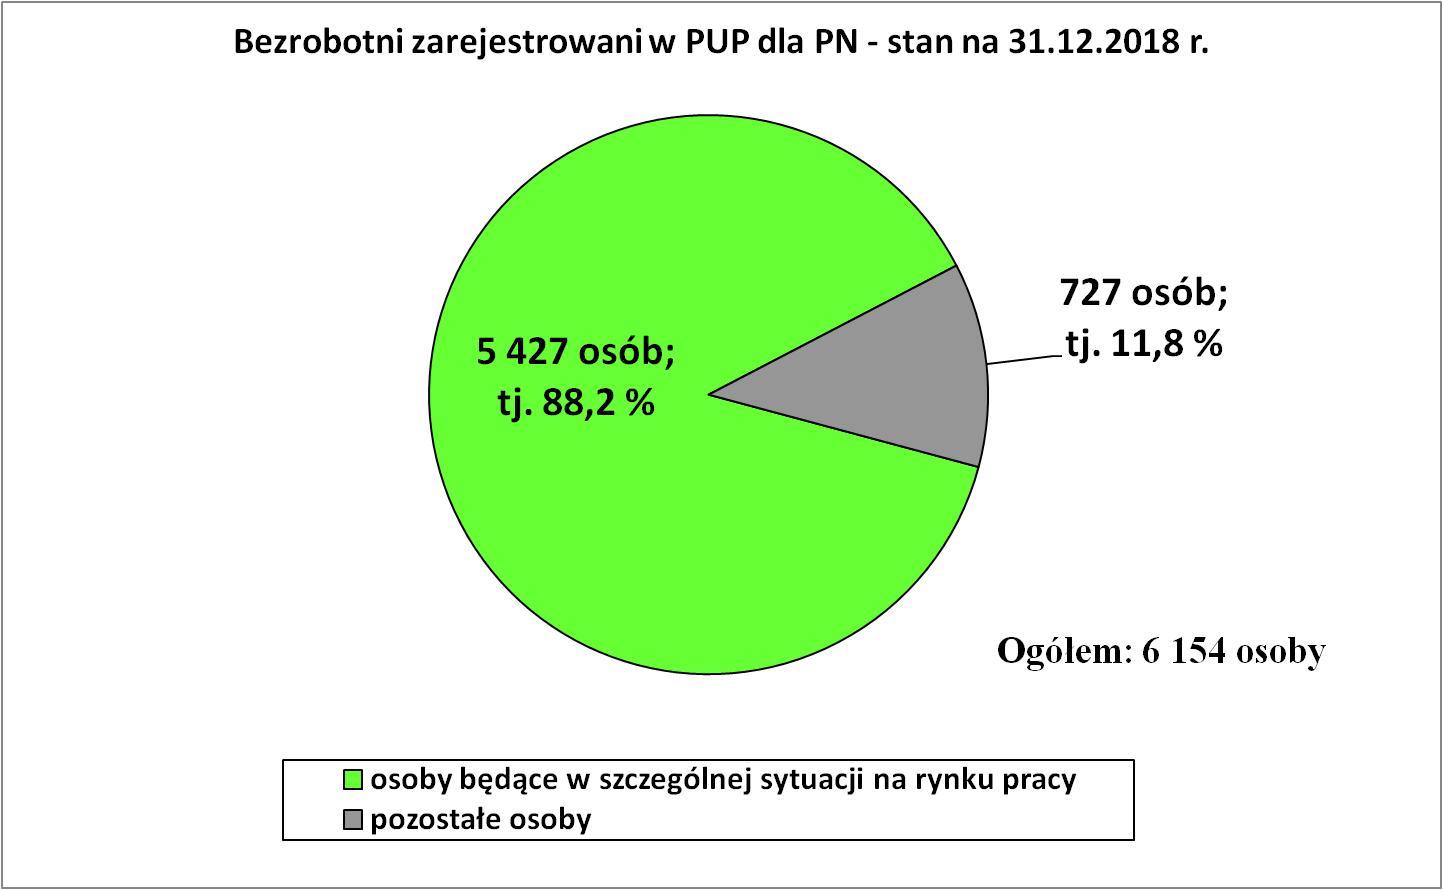 Bezrobotni zarejestrowani w PUP dla PN - stan na 31.12.2018 r.
727 osób;
tj. 11,8 %
5 427 osób;
tj. 88,2 %
Ogółem: 6 154 osoby
osoby będące w szczególnej sytuacji na rynku pracy
pozostałe osoby